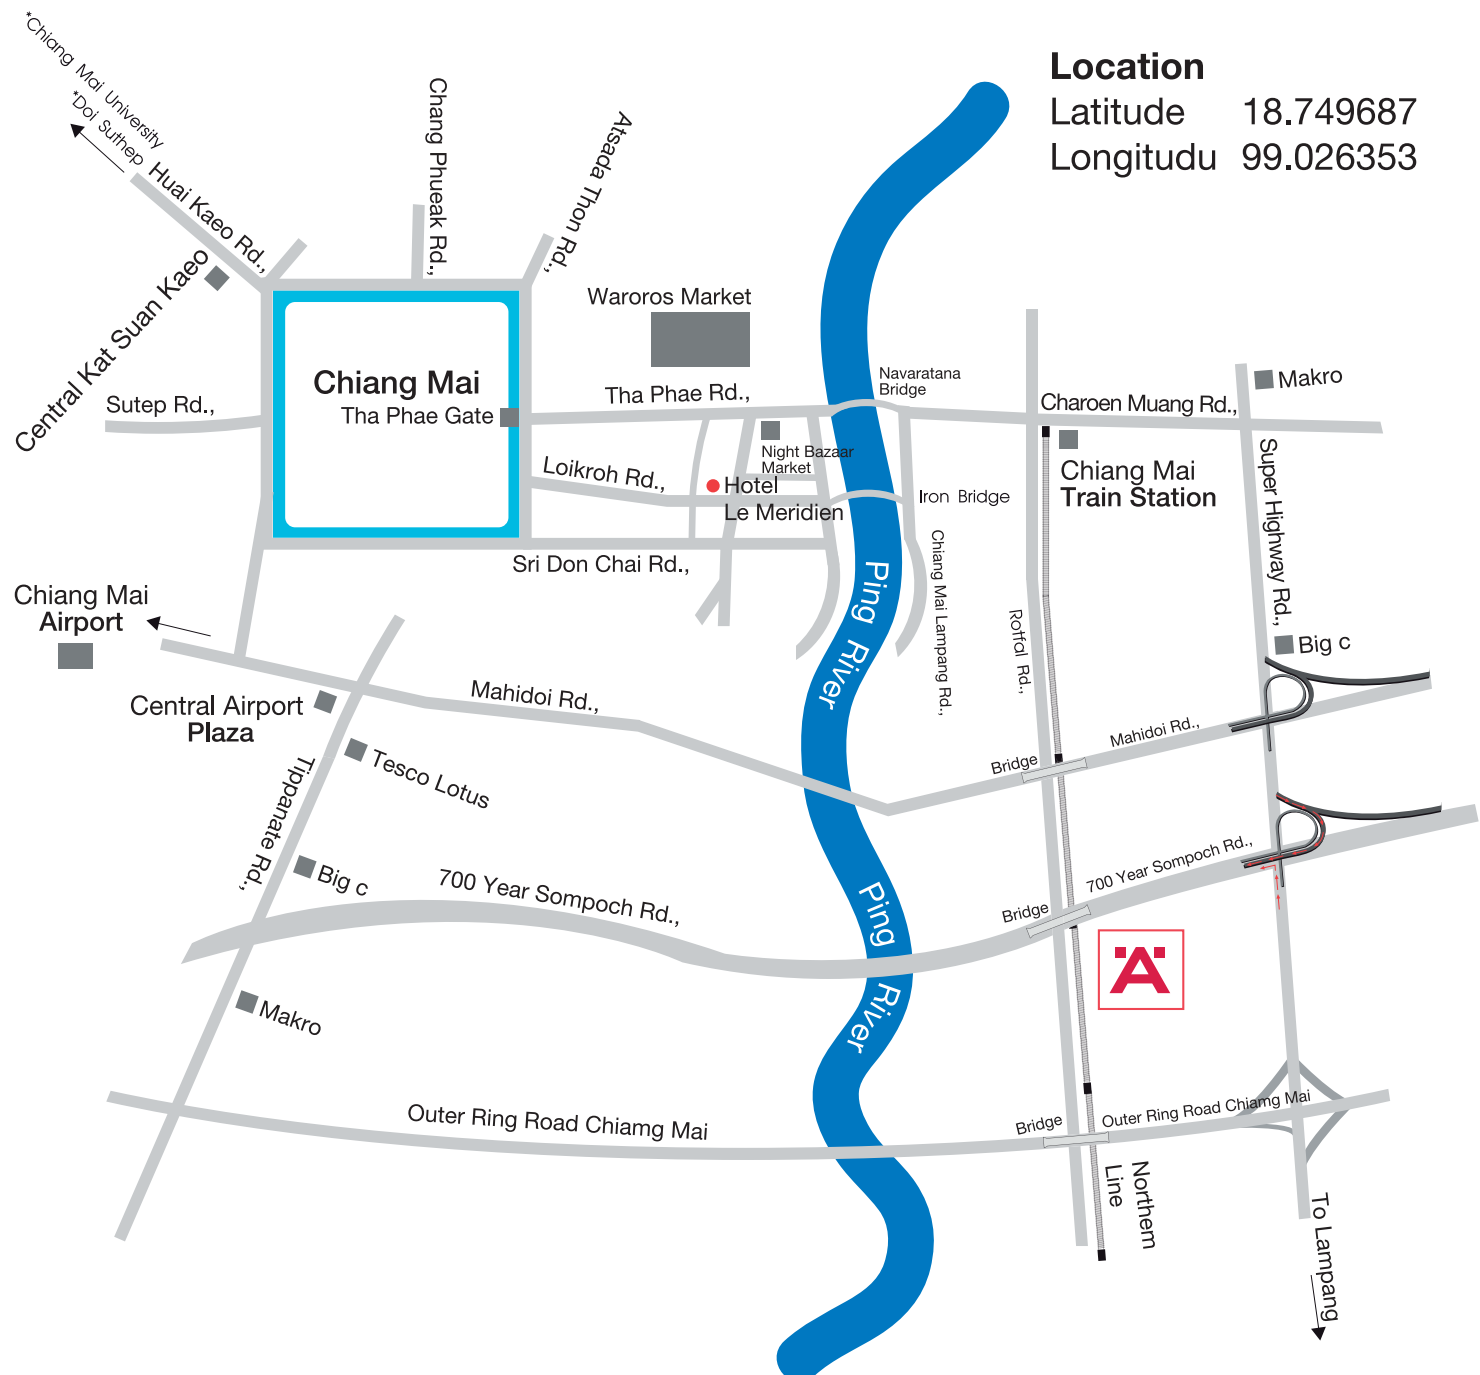 Location
Latitude 18.749687
Longitudu 99.026353
*Chiang Mai University
*Doi Suthep
Huai Kaeo Rd.,
Chang Phueak Rd.,
Atsada Thon Rd.,
Central Kat Suan Kaeo
Waroros Market
Chiang Mai
Tha Phae Gate
Sutep Rd.,
Tha Phae Rd.,
Navaratana
Bridge
Charoen Muang Rd.,
Makro
Night Bazaar
Market
Loikroh Rd.,
Hotel
Le Meridien
Iron Bridge
Chiang Mai
Train Station
Super Highway Rd.,
Sri Don Chai Rd.,
Ping River
Chiang Mai Lampang Rd.,
Rotfal Rd.,
Chiang Mai
Airport
Big c
Central Airport
Plaza
Mahidoi Rd.,
Mahidoi Rd.,
Bridge
Tesco Lotus
Tippanate Rd.,
Big c
700 Year Sompoch Rd.,
700 Year Sompoch Rd.,
Bridge
Ping River
A
Makro
Outer Ring Road Chiamg Mai
Bridge
Outer Ring Road Chiamg Mai
Northem
Line
To Lampang